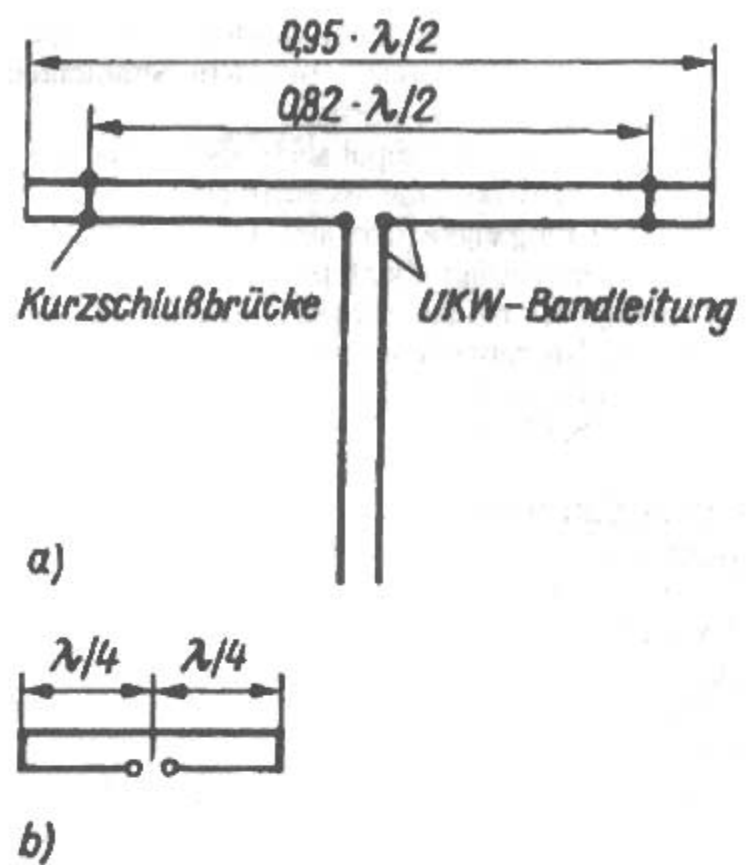 0,95 · λ/2
0,82 · λ/2
Kurzschlußbrücke
UKW-Bandleitung
a)
λ/4 λ/4
b)